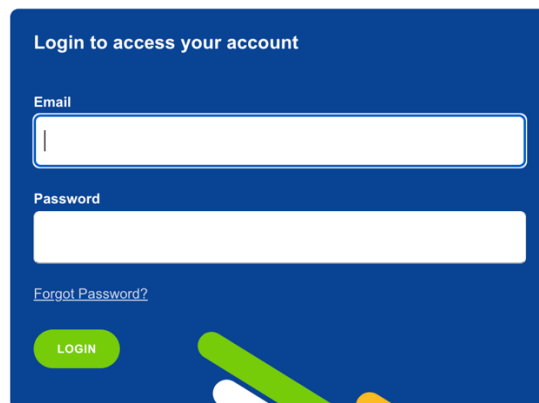 Login to access your account
Email
Password
Forgot Password?
LOGIN